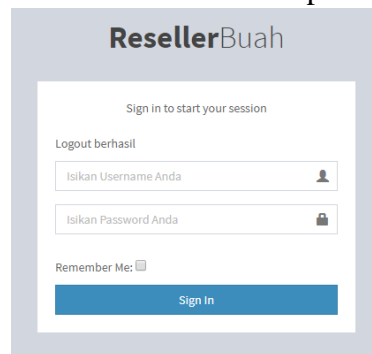 ResellerBuah
Sign in to start your session
Logout berhasil
Isikan Username Anda
Isikan Password Anda
Remember Me:
Sign In